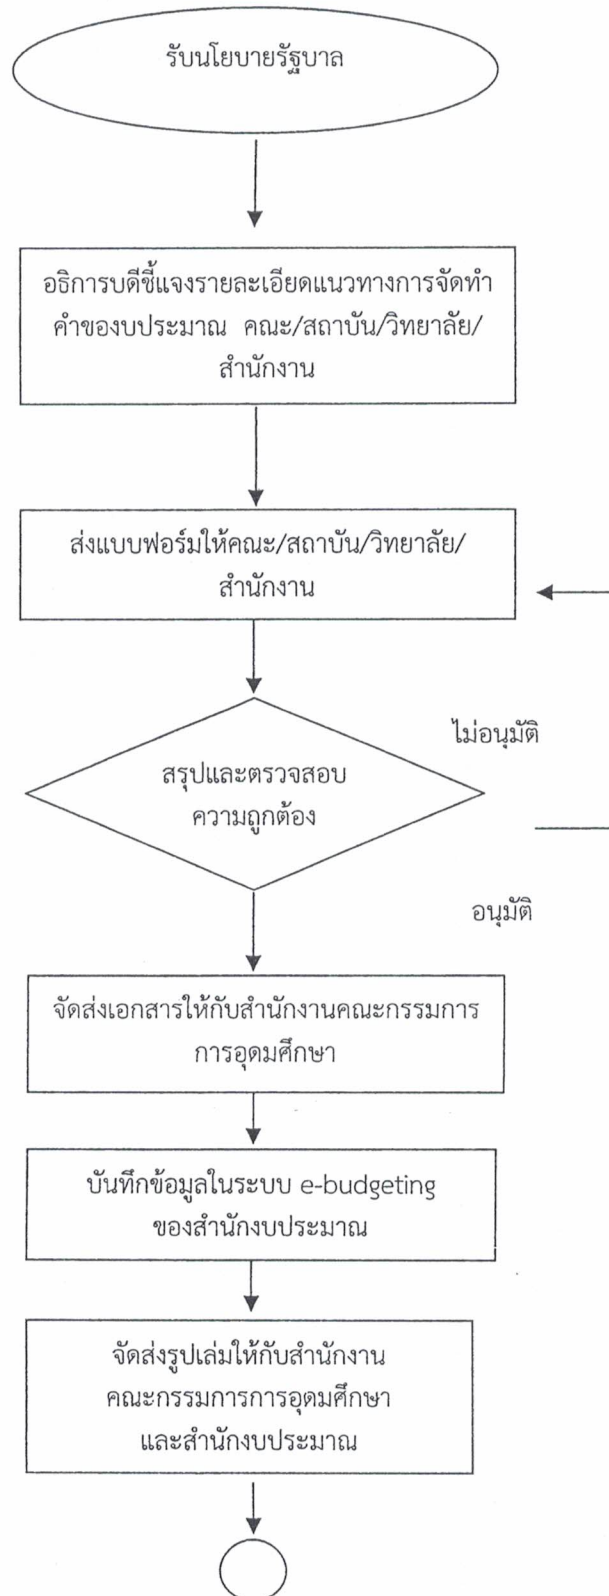 รับนโยบายรัฐบาล
อธิการบดีชี้แจงรายละเอียดแนวทางการจัดทำ
คำของบประมาณ คณะ/สถาบัน/วิทยาลัย/
สำนักงาน
ส่งแบบฟอร์มให้คณะ/สถาบัน/วิทยาลัย/
สำนักงาน
ไม่อนุมัติ
สรุปและตรวจสอบ
ความถูกต้อง
อนุมัติ
จัดส่งเอกสารให้กับสำนักงานคณะกรรมการ
การอุดมศึกษา
บันทึกข้อมูลในระบบ e-budgeting
ของสำนักงบประมาณ
จัดส่งรูปเล่มให้กับสำนักงาน
คณะกรรมการการอุดมศึกษา
และสำนักงบประมาณ